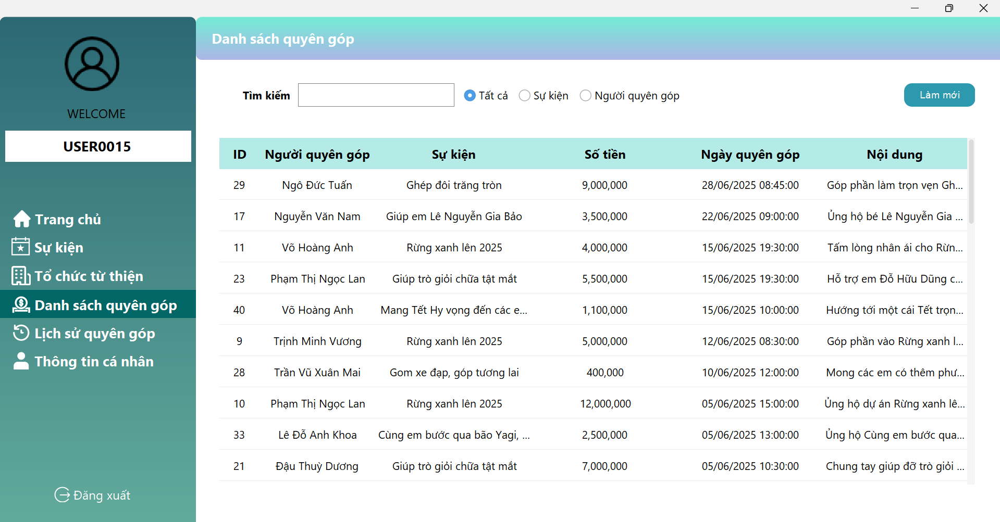 Danh sách quyên góp
WELCOME
USER0015
Trang chủ
Sự kiện
Tổ chức từ thiện
Danh sách quyên góp
Lịch sử quyên góp
Thông tin cá nhân
Đăng xuất
Tìm kiếm Tất cả Sự kiện Người quyên góp Làm mới
ID Người quyên góp Sự kiện Số tiền Ngày quyên góp Nội dung
29 Ngô Đức Tuấn Ghép đôi trăng tròn 9,000,000 28/06/2025 08:45:00 Góp phần làm trọn vẹn Gh...
17 Nguyễn Văn Nam Giúp em Lê Nguyễn Gia Bảo 3,500,000 22/06/2025 09:00:00 Ủng hộ bé Lê Nguyễn Gia ...
11 Võ Hoàng Anh Rừng xanh lên 2025 4,000,000 15/06/2025 19:30:00 Tấm lòng nhân ái cho Rừn...
23 Phạm Thị Ngọc Lan Giúp trò giỏi chữa tật mắt 5,500,000 15/06/2025 19:30:00 Hỗ trợ em Đỗ Hữu Dũng c...
40 Võ Hoàng Anh Mang Tết Hy vọng đến các e... 1,100,000 15/06/2025 10:00:00 Hướng tới một cái Tết trọn...
9 Trịnh Minh Vương Rừng xanh lên 2025 5,000,000 12/06/2025 08:30:00 Góp phần vào Rừng xanh l...
28 Trần Vũ Xuân Mai Gom xe đạp, góp tương lai 400,000 10/06/2025 12:00:00 Mong các em có thêm phư...
10 Phạm Thị Ngọc Lan Rừng xanh lên 2025 12,000,000 05/06/2025 15:00:00 Ủng hộ dự án Rừng xanh lê...
33 Lê Đỗ Anh Khoa Cùng em bước qua bão Yagi, ... 2,500,000 05/06/2025 13:00:00 Ủng hộ Cùng em bước qua...
21 Đậu Thuỳ Dương Giúp trò giỏi chữa tật mắt 7,000,000 05/06/2025 10:30:00 Chung tay giúp đỡ trò giỏi ...